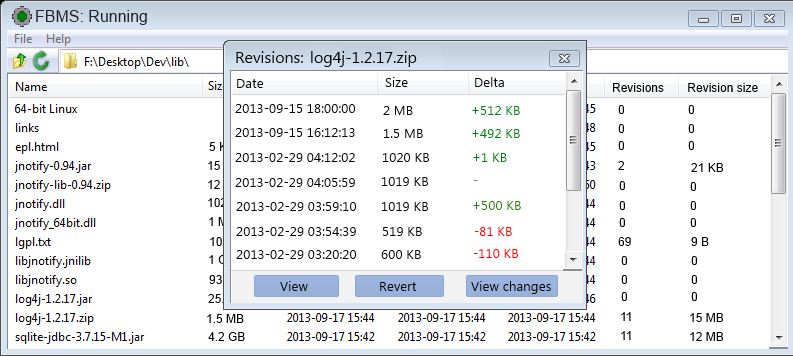 FBMS: Running
File Help
F:\Desktop\Dev\lib\
Revisions: log4j-1.2.17.zip
Date Size Delta
2013-09-15 18:00:00 2 MB +512 KB
2013-09-15 16:12:13 1.5 MB +492 KB
2013-02-29 04:12:02 1020 KB +1 KB
2013-02-29 04:05:59 1019 KB -
2013-02-29 03:59:10 1019 KB +500 KB
2013-02-29 03:54:39 519 KB -81 KB
2013-02-29 03:20:20 600 KB -110 KB
View Revert View changes
Name Revisions Revision size
64-bit Linux 45 0 0
links 48 0 0
epl.html 5 44 0 0
jnotify-0.94.jar 15 43 2 21 KB
jnotify-lib-0.94.zip 12 50 0 0
jnotify.dll 102 44 0 0
jnotify_64bit.dll 1 44 0 0
lgpl.txt 44 69 9 B
libjnotify.jnilib 44 0 0
libjnotify.so 93 44 0 0
log4j-1.2.17.jar 25. 46 0 0
log4j-1.2.17.zip 1.5 MB 2013-09-17 15:44 2013-09-17 15:44 2013-09-17 15:44 11 15 MB
sqlite-jdbc-3.7.15-M1.jar 4.2 GB 2013-09-17 15:42 2013-09-17 15:42 2013-09-17 15:42 11 12 MB